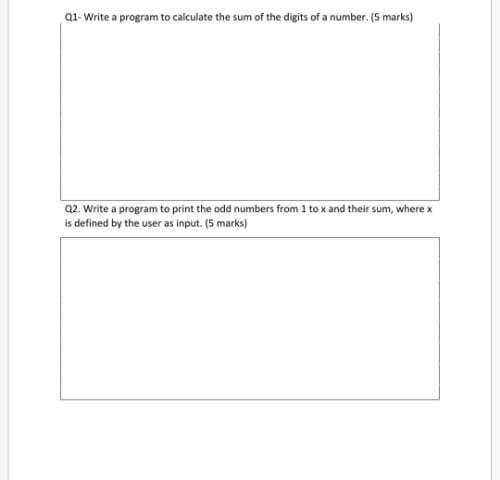 Q1- Write a program to calculate the sum of the digits of a number. (5 marks)
Q2. Write a program to print the odd numbers from 1 to x and their sum, where x
is defined by the user as input. (5 marks)